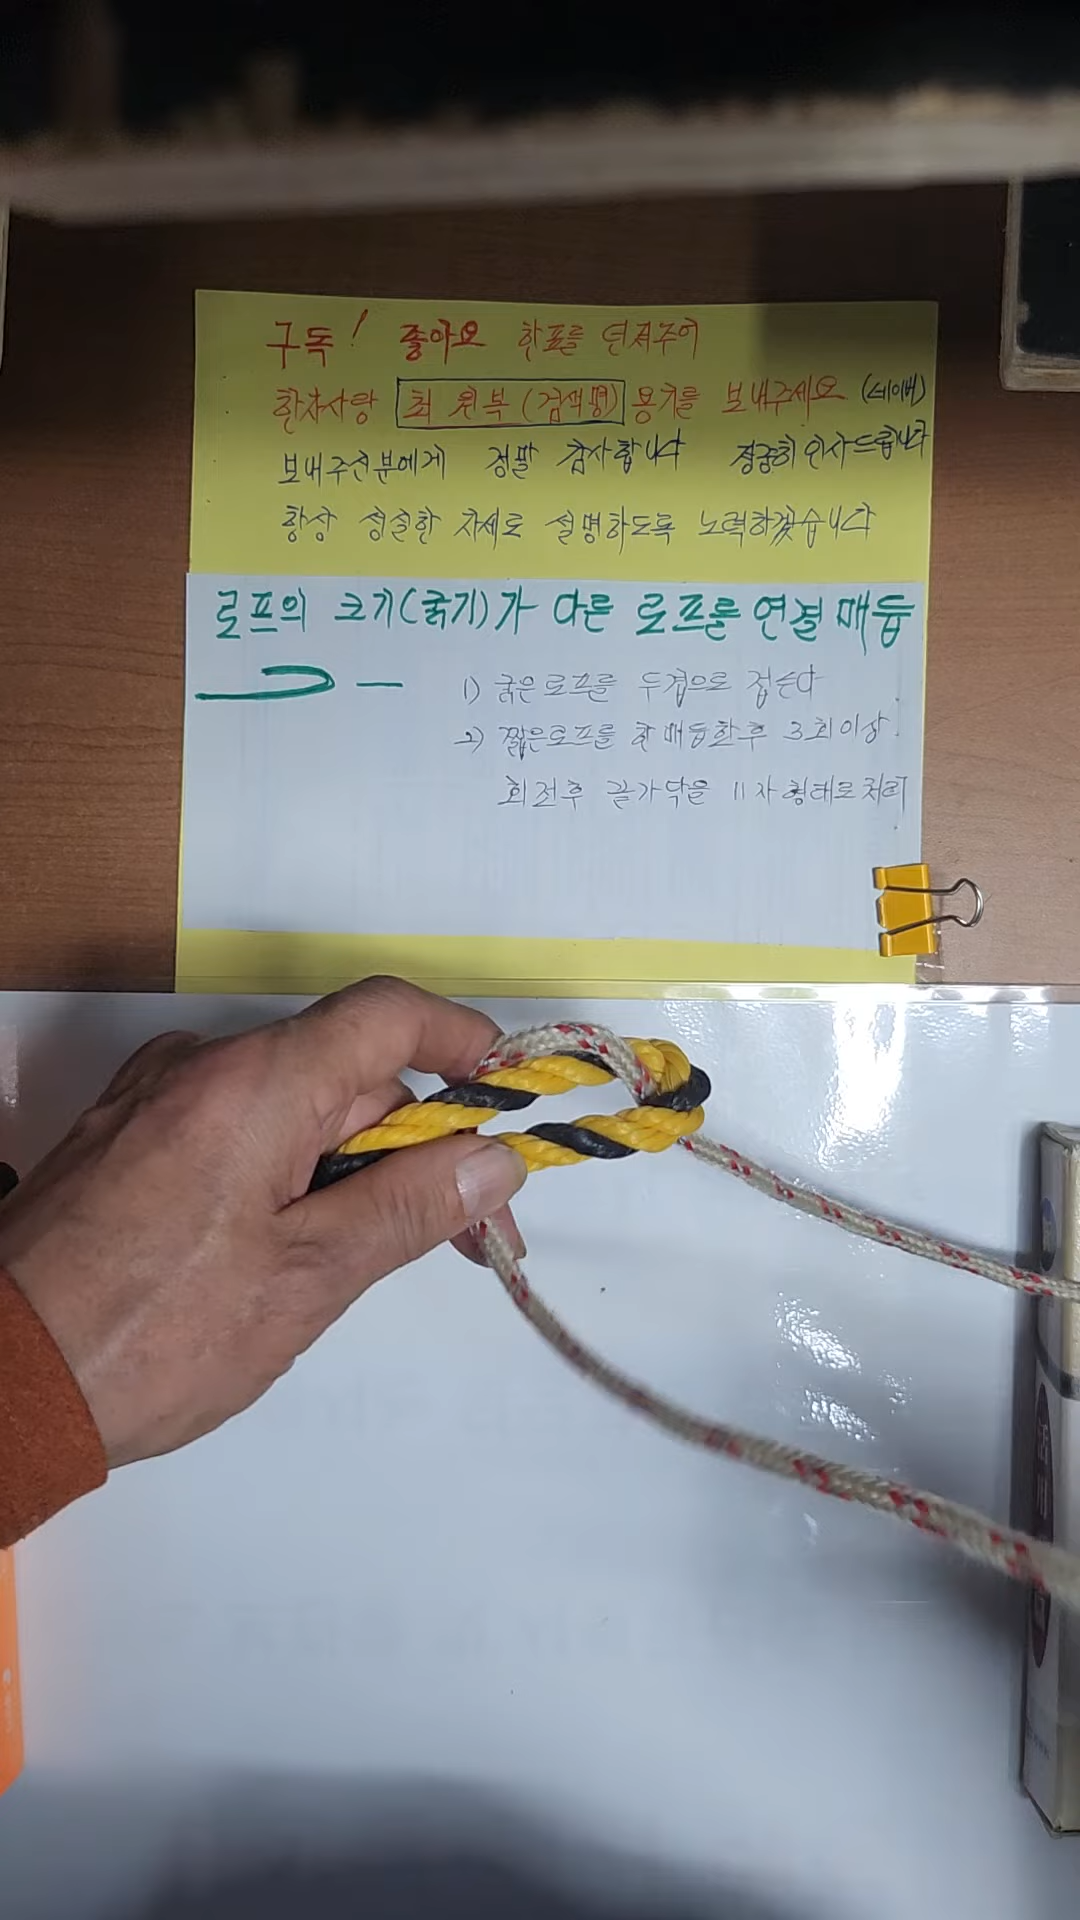 구독! 좋아요 한표를 던져주어
한자사랑 최 원복 (검색명) 용기를 보내주세요 (네이버)
보내주신분에게 정말 감사합니다 정중히 인사드립니다
항상 성실한 자세로 설명하도록 노력하겠습니다
로프의 크기(굵기)가 다른 로프를 연결 매듭
1) 굵은로프를 두겹으로 접는다
2) 짧은로프를 한매듭한후 3회이상
회전후 끝가닥을 11자형태로처리
活用